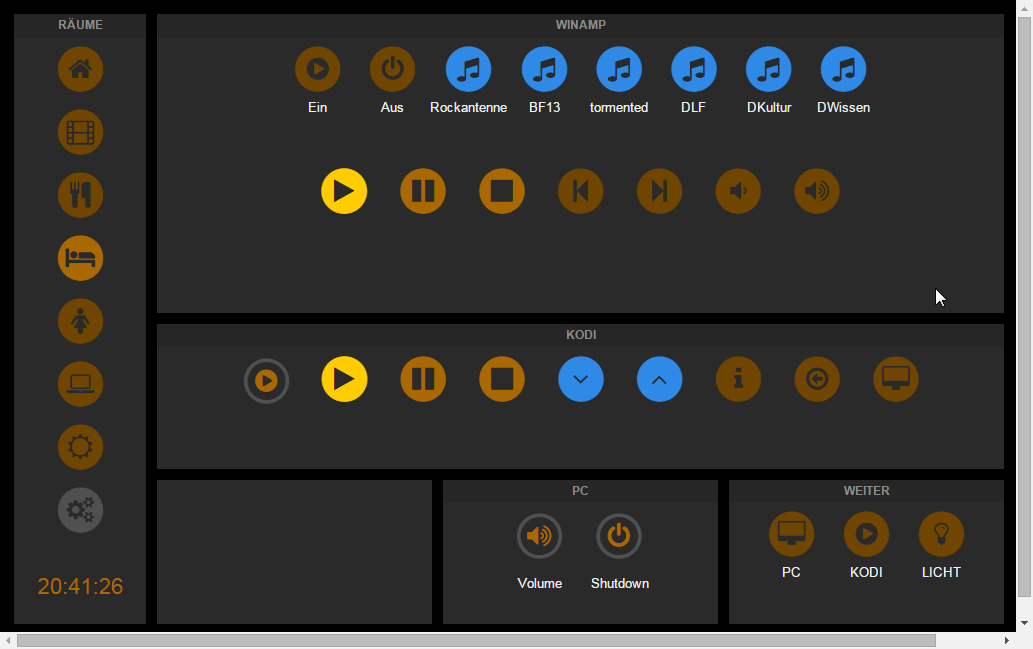 RÄUME
20:41:26
WINAMP
Ein Aus Rockantenne BF13 tormented DLF DKultur DWissen
KODI
PC
Volume Shutdown
WEITER
PC KODI LICHT